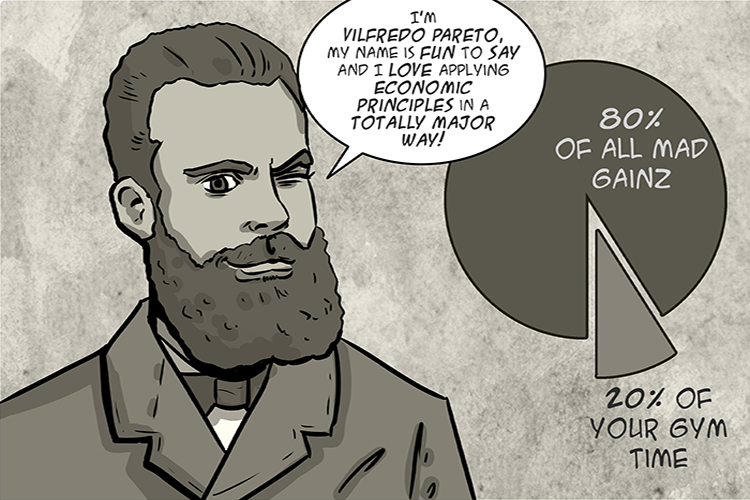 I'M
VILFREDO PARETO,
MY NAME IS FUN TO SAY
AND I LOVE APPLYING
ECONOMIC
PRINCIPLES IN A
TOTALLY MAJOR
WAY!
80%
OF ALL MAD
GAINZ
20% OF
YOUR GYM
TIME